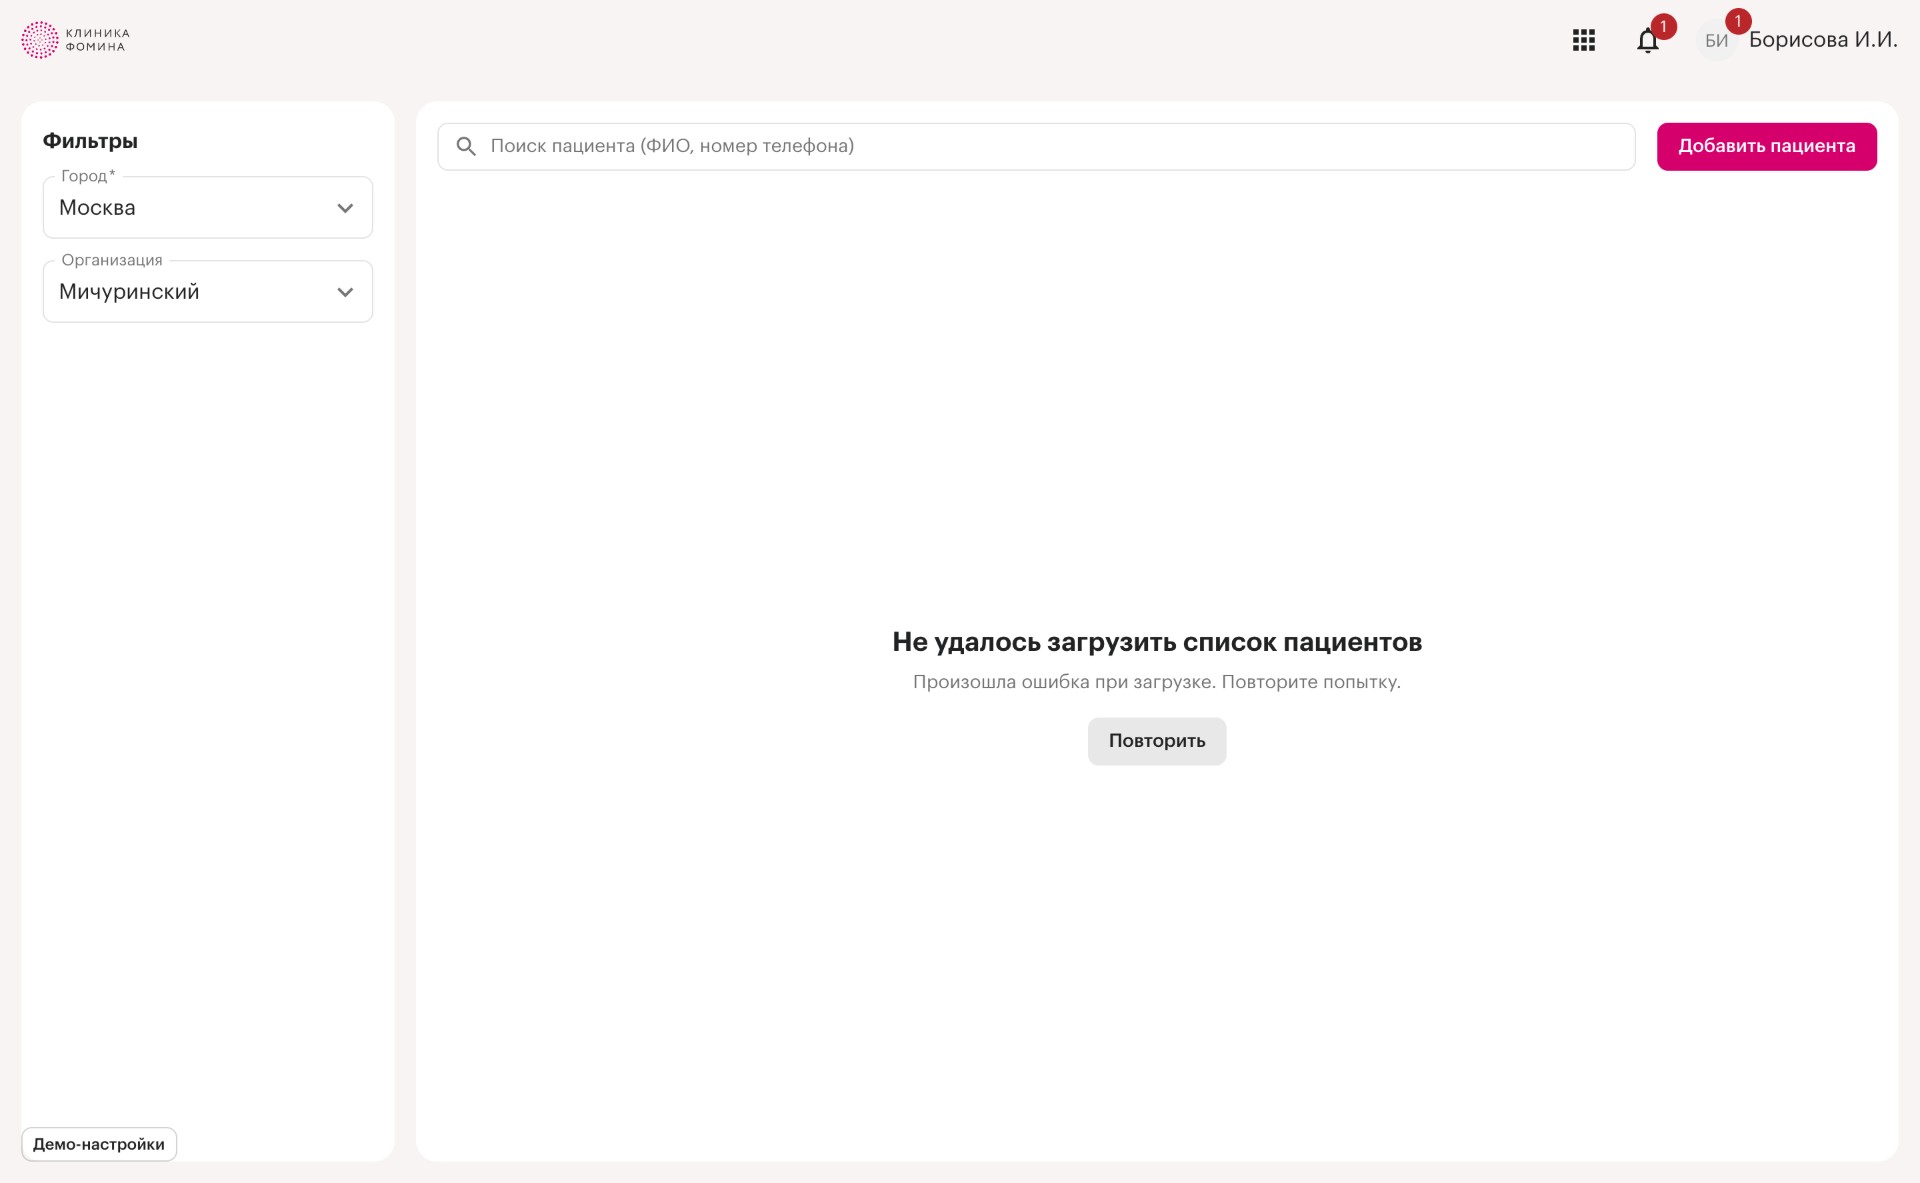 КЛИНИКА
ФОМИНА
1
БИ
1
Борисова И.И.
Фильтры
Город*
Москва
Организация
Мичуринский
Поиск пациента (ФИО, номер телефона)
Добавить пациента
Не удалось загрузить список пациентов
Произошла ошибка при загрузке. Повторите попытку.
Повторить
Демо-настройки